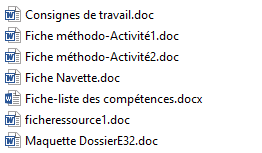 Consignes de travail.doc
Fiche méthodo-Activité1.doc
Fiche méthodo-Activité2.doc
Fiche Navette.doc
Fiche-liste des compétences.docx
ficheressource1.doc
Maquette DossierE32.doc